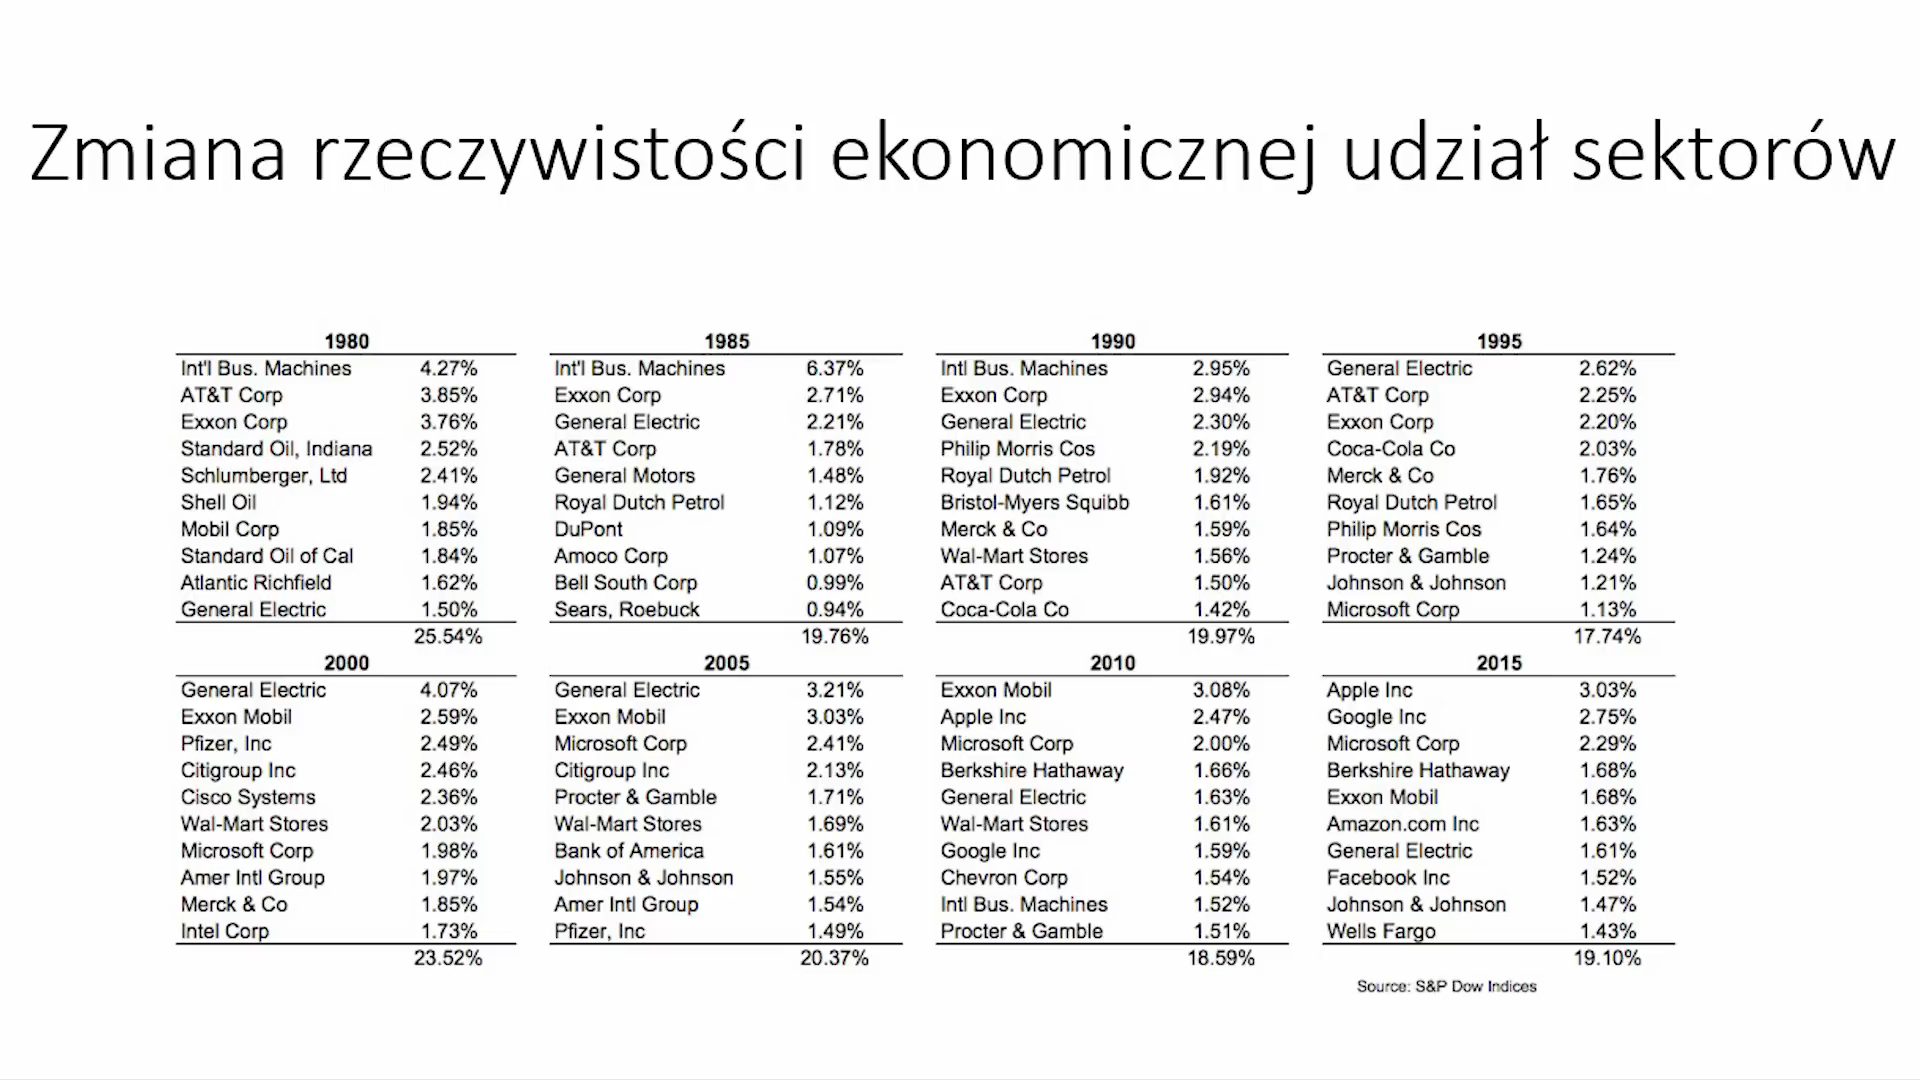 Zmiana rzeczywistości ekonomicznej udział sektorów
1980 1985 1990 1995
Int'l Bus. Machines 4.27% Int'l Bus. Machines 6.37% Intl Bus. Machines 2.95% General Electric 2.62%
AT&T Corp 3.85% Exxon Corp 2.71% Exxon Corp 2.94% AT&T Corp 2.25%
Exxon Corp 3.76% General Electric 2.21% General Electric 2.30% Exxon Corp 2.20%
Standard Oil, Indiana 2.52% AT&T Corp 1.78% Philip Morris Cos 2.19% Coca-Cola Co 2.03%
Schlumberger, Ltd 2.41% General Motors 1.48% Royal Dutch Petrol 1.92% Merck & Co 1.76%
Shell Oil 1.94% Royal Dutch Petrol 1.12% Bristol-Myers Squibb 1.61% Royal Dutch Petrol 1.65%
Mobil Corp 1.85% DuPont 1.09% Merck & Co 1.59% Philip Morris Cos 1.64%
Standard Oil of Cal 1.84% Amoco Corp 1.07% Wal-Mart Stores 1.56% Procter & Gamble 1.24%
Atlantic Richfield 1.62% Bell South Corp 0.99% AT&T Corp 1.50% Johnson & Johnson 1.21%
General Electric 1.50% Sears, Roebuck 0.94% Coca-Cola Co 1.42% Microsoft Corp 1.13%
25.54% 19.76% 19.97% 17.74%
2000 2005 2010 2015
General Electric 4.07% General Electric 3.21% Exxon Mobil 3.08% Apple Inc 3.03%
Exxon Mobil 2.59% Exxon Mobil 3.03% Apple Inc 2.47% Google Inc 2.75%
Pfizer, Inc 2.49% Microsoft Corp 2.41% Microsoft Corp 2.00% Microsoft Corp 2.29%
Citigroup Inc 2.46% Citigroup Inc 2.13% Berkshire Hathaway 1.66% Berkshire Hathaway 1.68%
Cisco Systems 2.36% Procter & Gamble 1.71% General Electric 1.63% Exxon Mobil 1.68%
Wal-Mart Stores 2.03% Wal-Mart Stores 1.69% Wal-Mart Stores 1.61% Amazon.com Inc 1.63%
Microsoft Corp 1.98% Bank of America 1.61% Google Inc 1.59% General Electric 1.61%
Amer Intl Group 1.97% Johnson & Johnson 1.55% Chevron Corp 1.54% Facebook Inc 1.52%
Merck & Co 1.85% Amer Intl Group 1.54% Intl Bus. Machines 1.52% Johnson & Johnson 1.47%
Intel Corp 1.73% Pfizer, Inc 1.49% Procter & Gamble 1.51% Wells Fargo 1.43%
23.52% 20.37% 18.59% 19.10%
Source: S&P Dow Indices